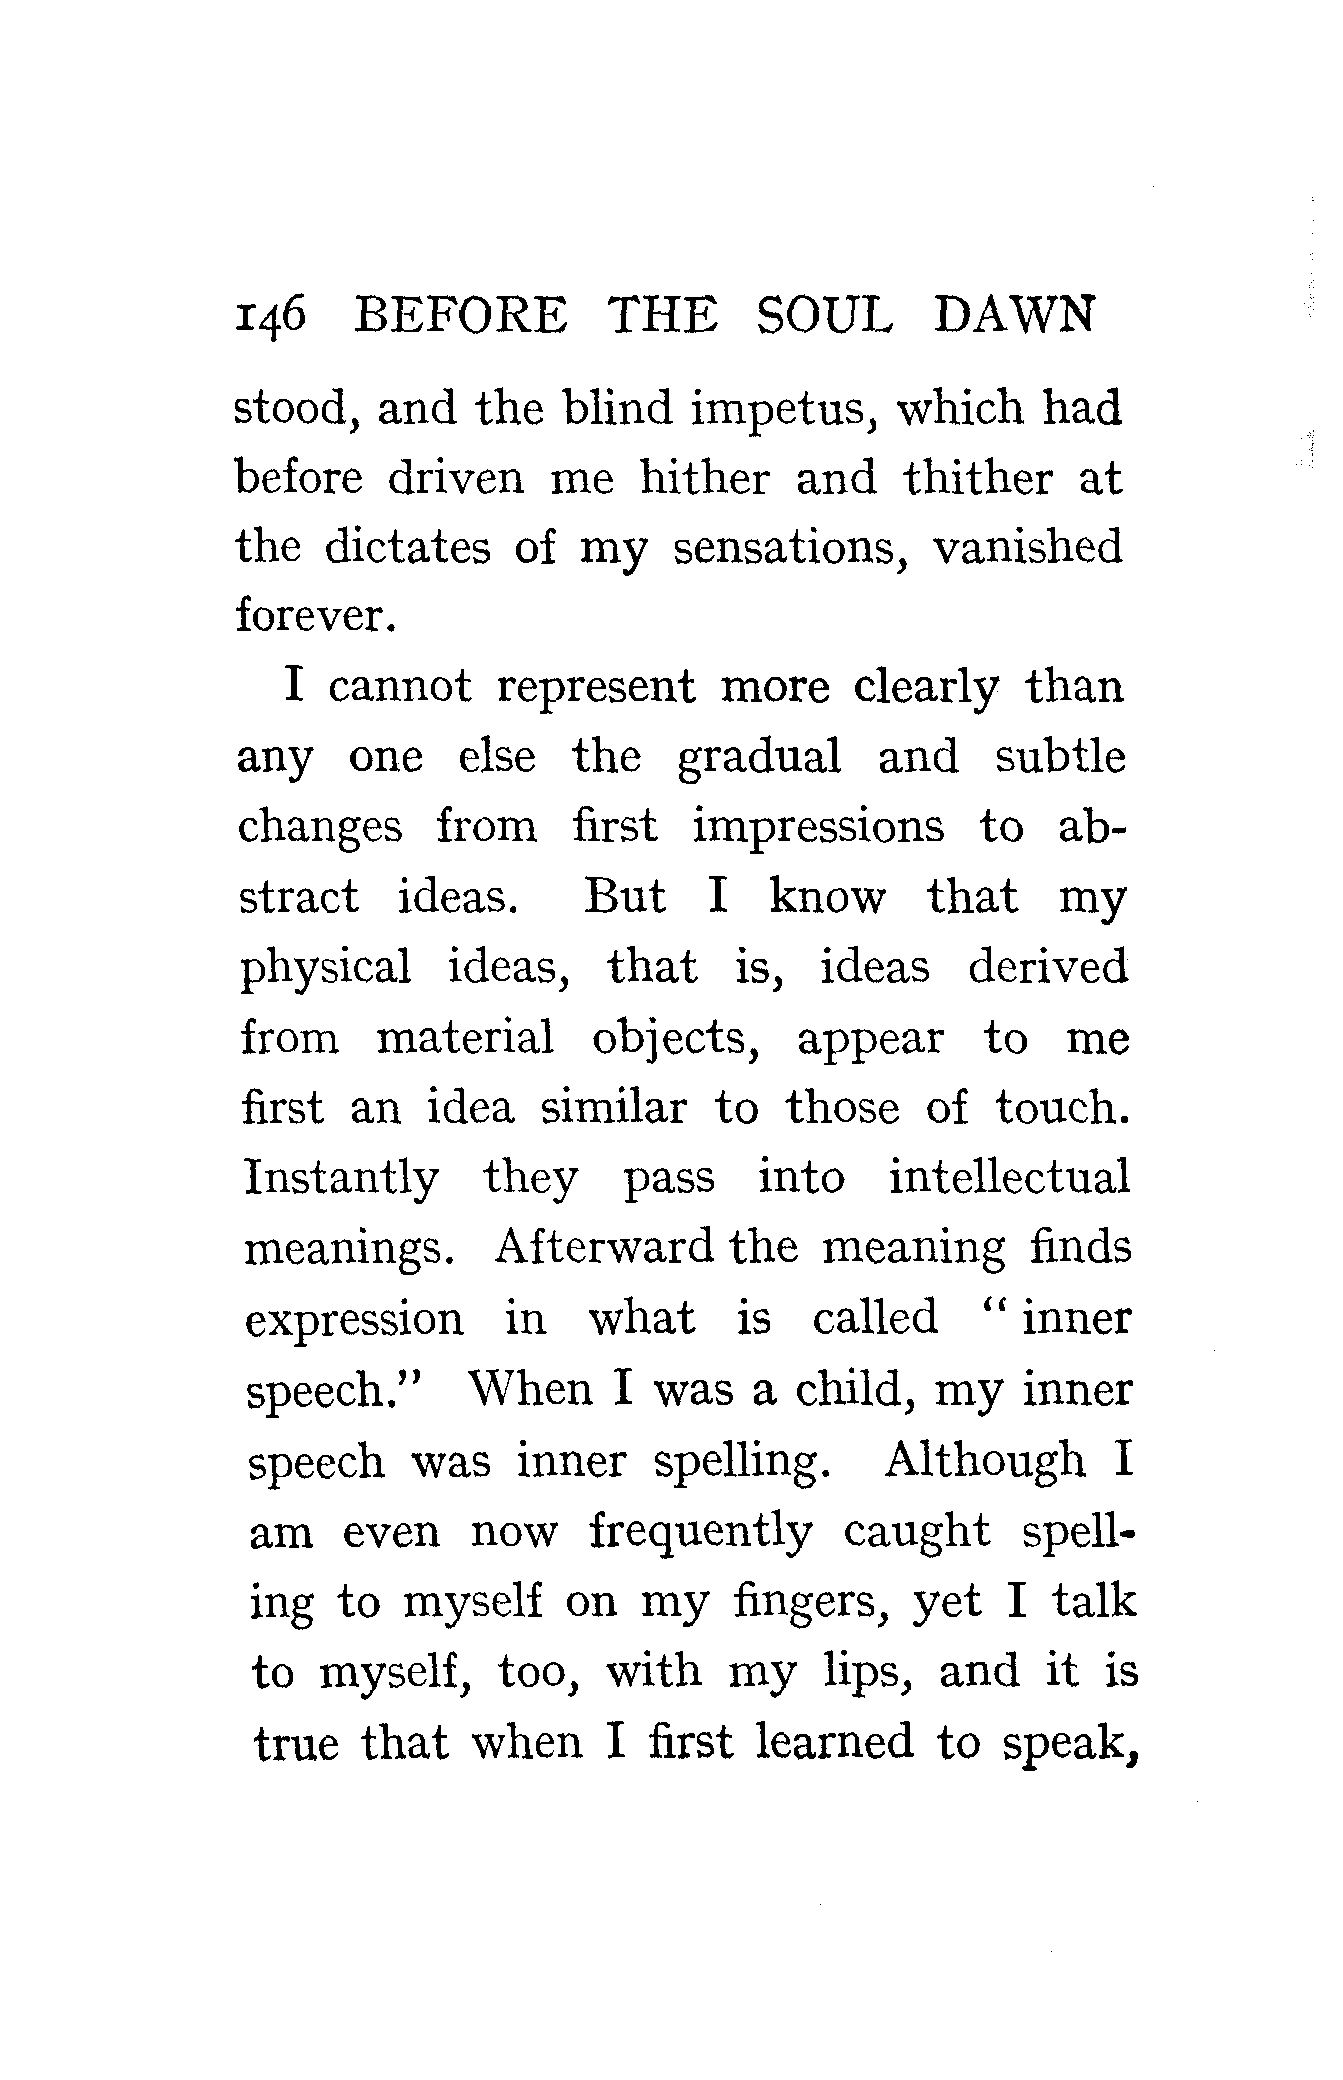 146 BEFORE THE SOUL DAWN
stood, and the blind impetus, which had
before driven me hither and thither at
the dictates of my sensations, vanished
forever.
I cannot represent more clearly than
any one else the gradual and subtle
changes from first impressions to ab-
stract ideas. But I know that my
physical ideas, that is, ideas derived
from material objects, appear to me
first an idea similar to those of touch.
Instantly they pass into intellectual
meanings. Afterward the meaning finds
expression in what is called “ inner
speech.” When I was a child, my inner
speech was inner spelling. Although I
am even now frequently caught spell-
ing to myself on my fingers, yet I talk
to myself, too, with my lips, and it is
true that when I first learned to speak,